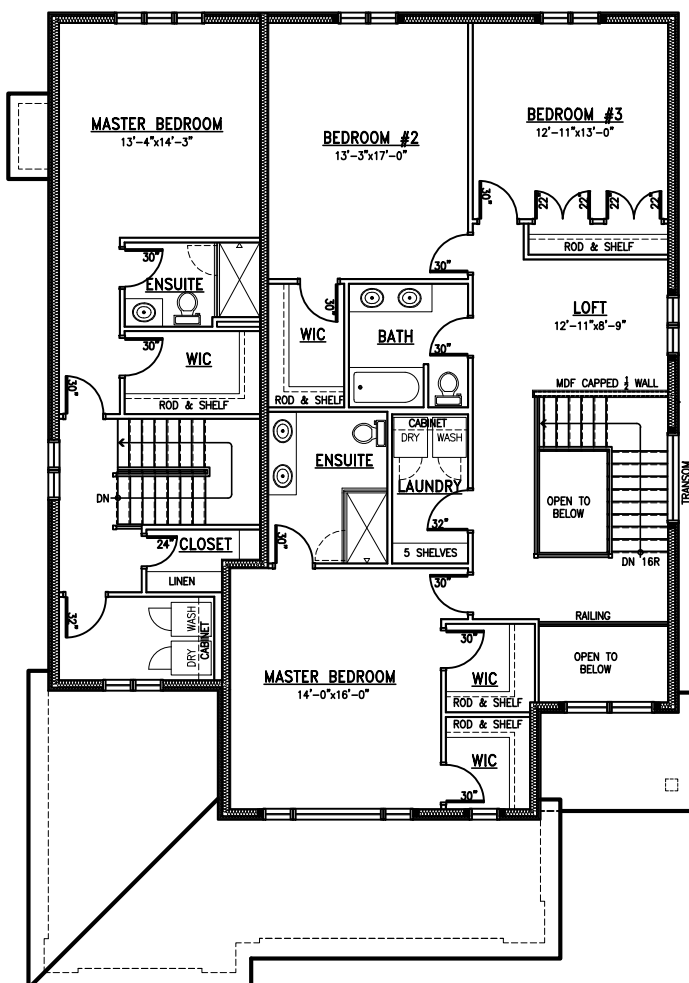 MASTER BEDROOM
13'-4"x14'-3"
BEDROOM #2
13'-3"x17'-0"
BEDROOM #3
12'-11"x13'-0"
30"
22"
22"
22"
22"
ROD & SHELF
30"
ENSUITE
30"
30"
WIC
ROD & SHELF
30"
30"
WIC
ROD & SHELF
BATH
30"
LOFT
12'-11"x8'-9"
MDF CAPPED ½ WALL
TRANSOM
DN
ENSUITE
30"
CABINET
DRY
WASH
LAUNDRY
32"
5 SHELVES
OPEN TO
BELOW
DN 16R
24"
CLOSET
LINEN
32"
WASH
DRY
CABINET
MASTER BEDROOM
14'-0"x16'-0"
30"
RAILING
OPEN TO
BELOW
30"
WIC
ROD & SHELF
ROD & SHELF
WIC
30"